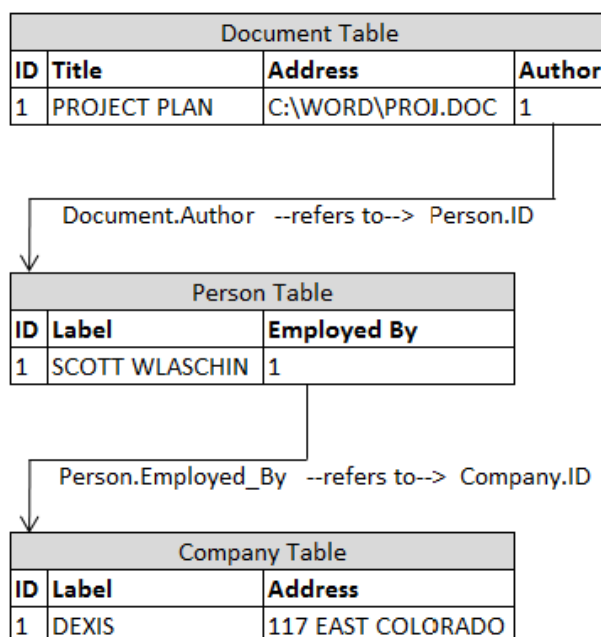 Document Table
ID Title Address Author
1 PROJECT PLAN C:\WORD\PROJ.DOC 1
Document.Author --refers to--> Person.ID
Person Table
ID Label Employed By
1 SCOTT WLASCHIN 1
Person.Employed_By --refers to--> Company.ID
Company Table
ID Label Address
1 DEXIS 117 EAST COLORADO